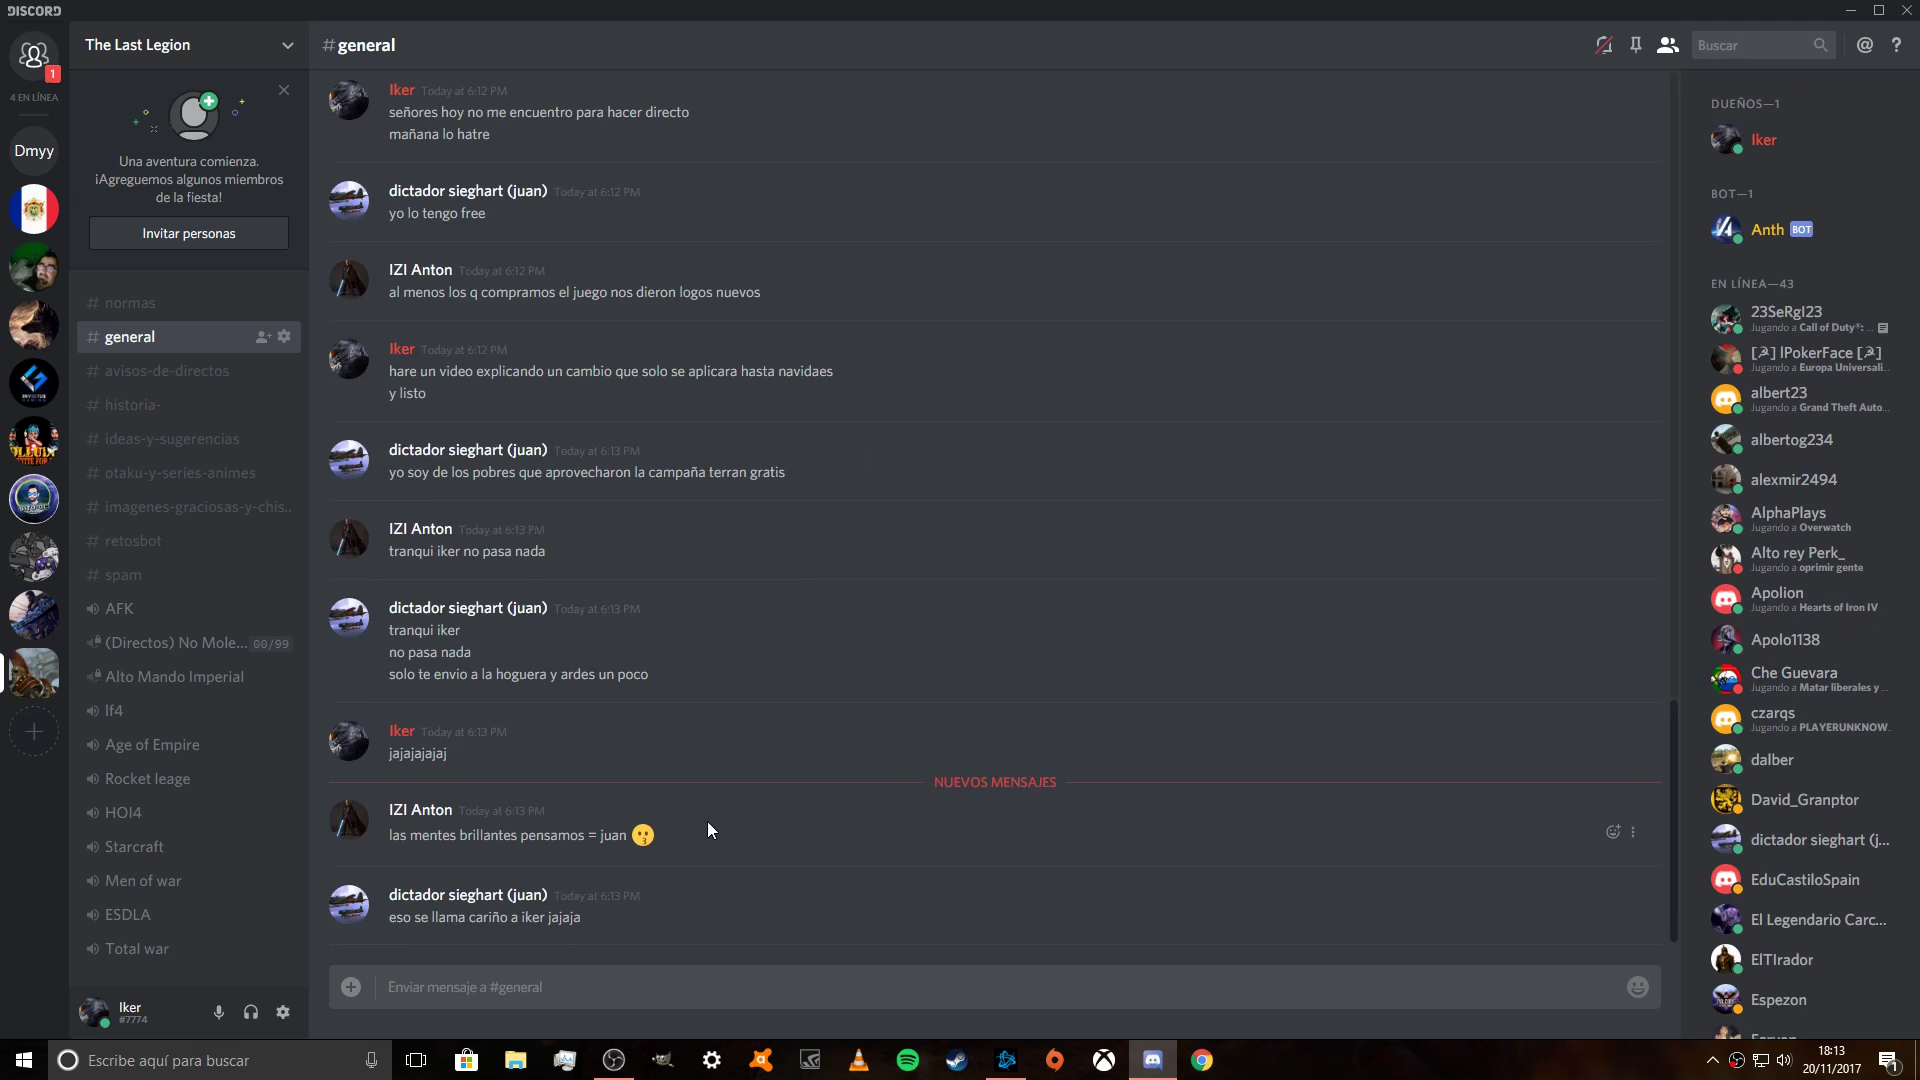 DISCORD
1
4 EN LÍNEA
Dmyy
The Last Legion
Una aventura comienza.
¡Agreguemos algunos miembros
de la fiesta!
Invitar personas
# normas
# general
# avisos-de-directos
# historia-
# ideas-y-sugerencias
# otaku-y-series-animes
# imagenes-graciosas-y-chis..
# retosbot
# spam
AFK
(Directos) No Mole... 00/99
Alto Mando Imperial
lf4
Age of Empire
Rocket leage
HOI4
Starcraft
Men of war
ESDLA
Total war
Iker
#7774
# general
Buscar
Iker Today at 6:12 PM
señores hoy no me encuentro para hacer directo
mañana lo hatre
dictador sieghart (juan) Today at 6:12 PM
yo lo tengo free
IZI Anton Today at 6:12 PM
al menos los q compramos el juego nos dieron logos nuevos
Iker Today at 6:12 PM
hare un video explicando un cambio que solo se aplicara hasta navidaes
y listo
dictador sieghart (juan) Today at 6:13 PM
yo soy de los pobres que aprovecharon la campaña terran gratis
IZI Anton Today at 6:13 PM
tranqui iker no pasa nada
dictador sieghart (juan) Today at 6:13 PM
tranqui iker
no pasa nada
solo te envio a la hoguera y ardes un poco
Iker Today at 6:13 PM
jajajajajaj
NUEVOS MENSAJES
IZI Anton Today at 6:13 PM
las mentes brillantes pensamos = juan 😗
dictador sieghart (juan) Today at 6:13 PM
eso se llama cariño a iker jajaja
Enviar mensaje a #general
DUEÑOS—1
Iker
BOT—1
Anth BOT
EN LÍNEA—43
23SeRgI23
Jugando a Call of Duty®: ...
[☭] lPokerFace [☭]
Jugando a Europa Universali...
albert23
Jugando a Grand Theft Auto...
albertog234
alexmir2494
AlphaPlays
Jugando a Overwatch
Alto rey Perk_
Jugando a oprimir gente
Apolion
Jugando a Hearts of Iron IV
Apolo1138
Che Guevara
Jugando a Matar liberales y ...
czarqs
Jugando a PLAYERUNKNOW...
dalber
David_Granptor
dictador sieghart (j...
EduCastiloSpain
El Legendario Carc...
ElTIrador
Espezon
Escribe aquí para buscar
18:13
20/11/2017
1